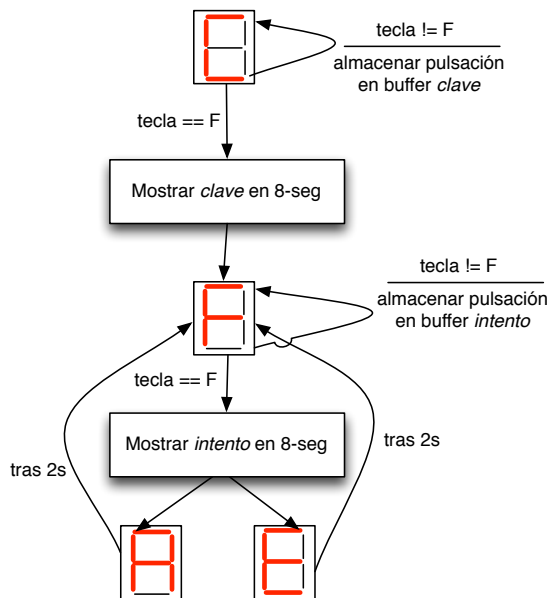 C
tecla != F
almacenar pulsación
en buffer clave
tecla == F
Mostrar clave en 8-seg
F
tecla != F
almacenar pulsación
en buffer intento
tecla == F
Mostrar intento en 8-seg
tras 2s
tras 2s
A
E